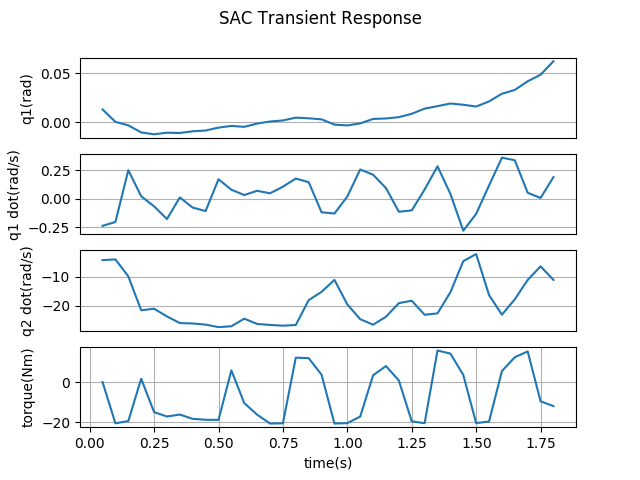 SAC Transient Response
q1(rad)
0.05
0.00
q1 dot(rad/s)
0.25
0.00
−0.25
q2 dot(rad/s)
−10
−20
torque(Nm)
0
−20
0.00 0.25 0.50 0.75 1.00 1.25 1.50 1.75
time(s)